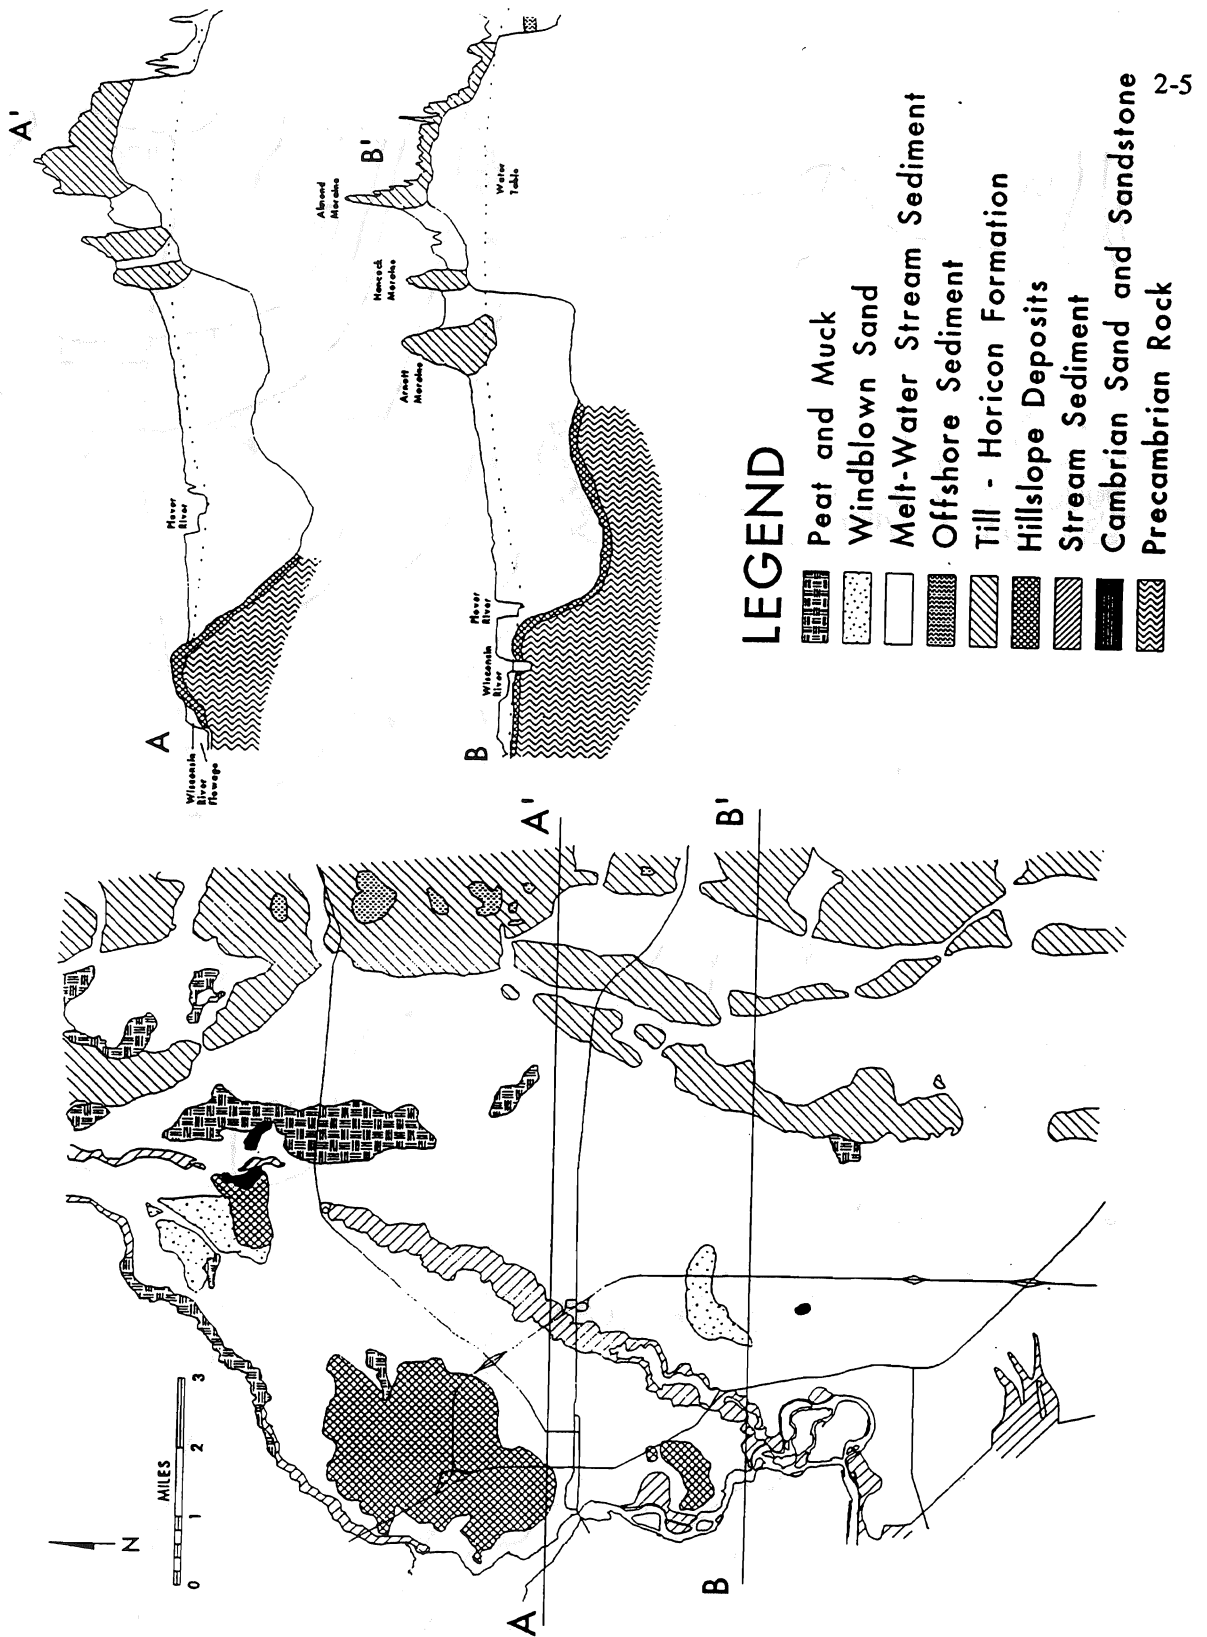 2-5
A
A'
Wisconsin
River
Flowage
Plover
River
B
B'
Wisconsin
River
Plover
River
Arnott
Moraine
Hancock
Moraine
Almond
Moraine
Water
Table
LEGEND
Peat and Muck
Windblown Sand
Melt-Water Stream Sediment
Offshore Sediment
Till - Horicon Formation
Hillslope Deposits
Stream Sediment
Cambrian Sand and Sandstone
Precambrian Rock
N
MILES
0 1 2 3
A
A'
B
B'